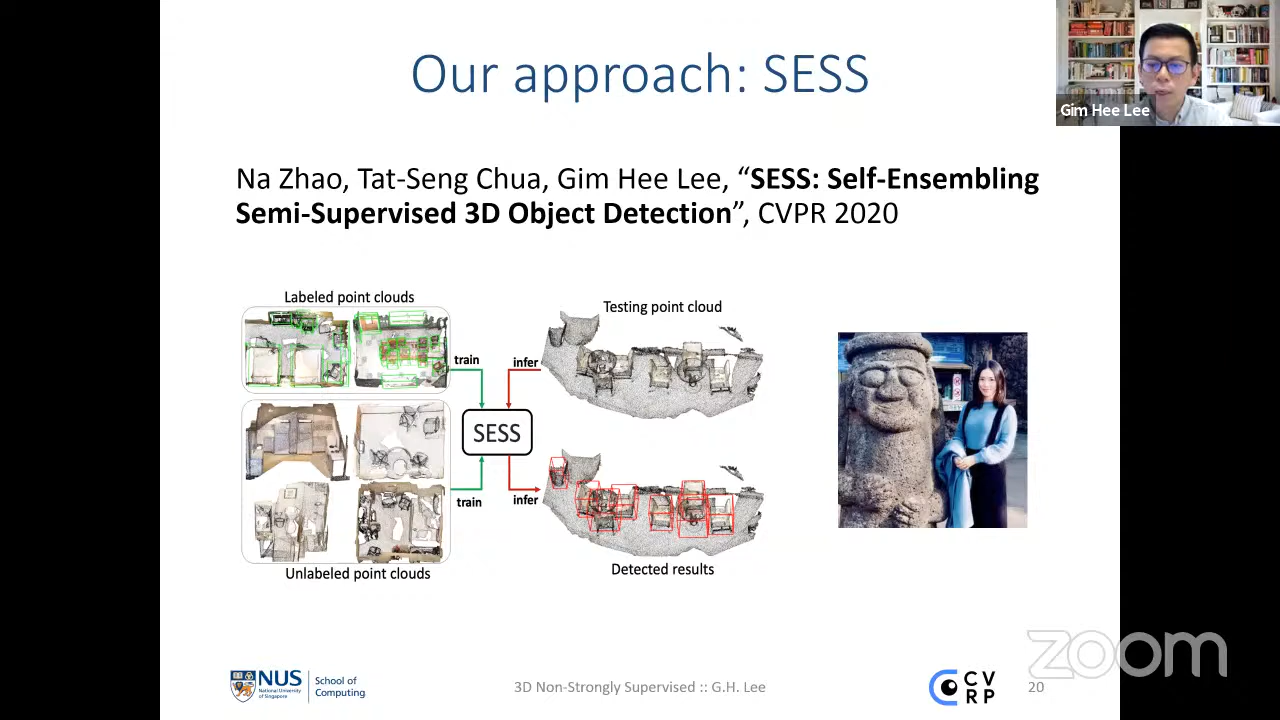 Our approach: SESS
Gim Hee Lee
Na Zhao, Tat-Seng Chua, Gim Hee Lee, “SESS: Self-Ensembling
Semi-Supervised 3D Object Detection”, CVPR 2020
Labeled point clouds
Testing point cloud
train
infer
SESS
train
infer
Unlabeled point clouds
Detected results
NUS
National University
of Singapore
School of
Computing
3D Non-Strongly Supervised :: G.H. Lee
CV
RP
20
zoom